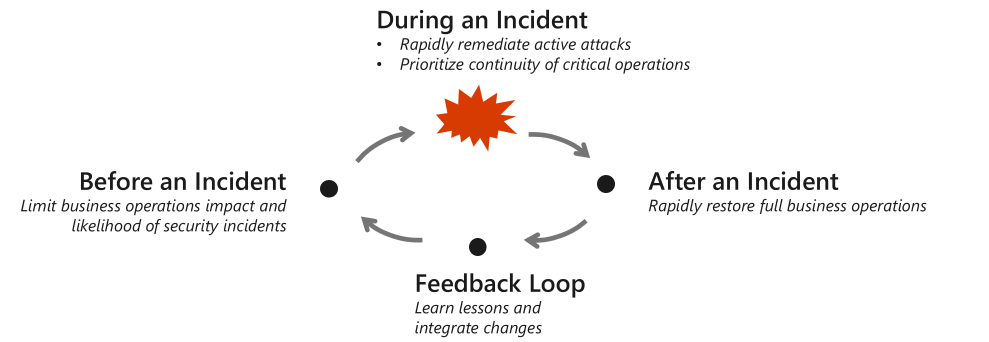 During an Incident
• Rapidly remediate active attacks
• Prioritize continuity of critical operations
Before an Incident
Limit business operations impact and
likelihood of security incidents
After an Incident
Rapidly restore full business operations
Feedback Loop
Learn lessons and
integrate changes